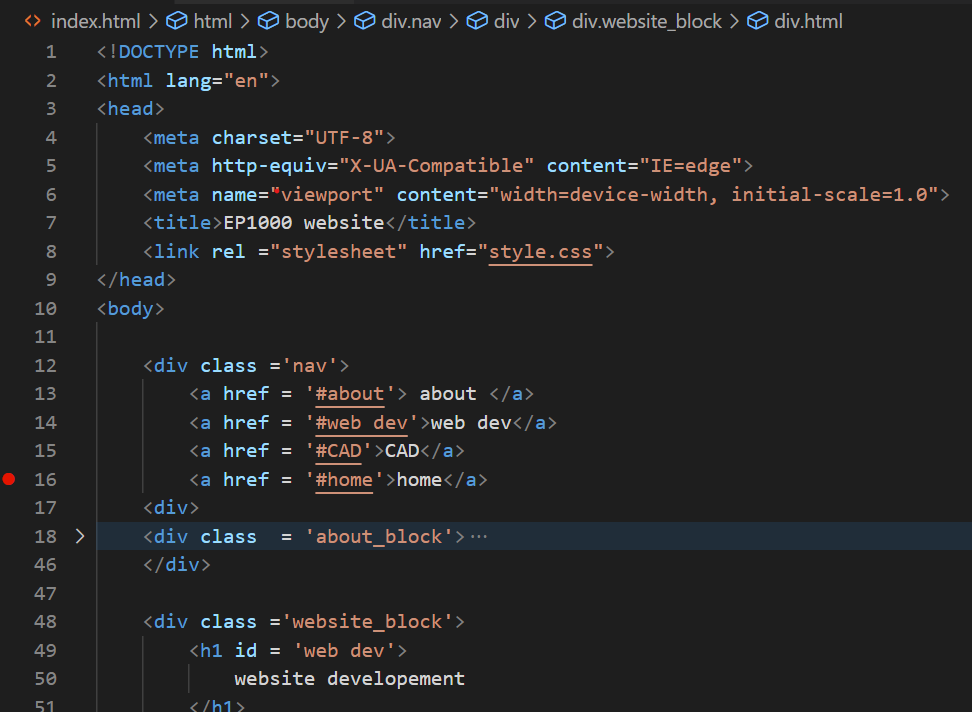 <> index.html > html > body > div.nav > div > div.website_block > div.html
1 <!DOCTYPE html>
2 <html lang="en">
3 <head>
4 <meta charset="UTF-8">
5 <meta http-equiv="X-UA-Compatible" content="IE=edge">
6 <meta name="viewport" content="width=device-width, initial-scale=1.0">
7 <title>EP1000 website</title>
8 <link rel ="stylesheet" href="style.css">
9 </head>
10 <body>
11
12 <div class ='nav'>
13 <a href = '#about'> about </a>
14 <a href = '#web dev'>web dev</a>
15 <a href = '#CAD'>CAD</a>
16 <a href = '#home'>home</a>
17 <div>
18 > <div class  = 'about_block'>···
46 </div>
47
48 <div class ='website_block'>
49 <h1 id = 'web dev'>
50 website developement
51 </h1>